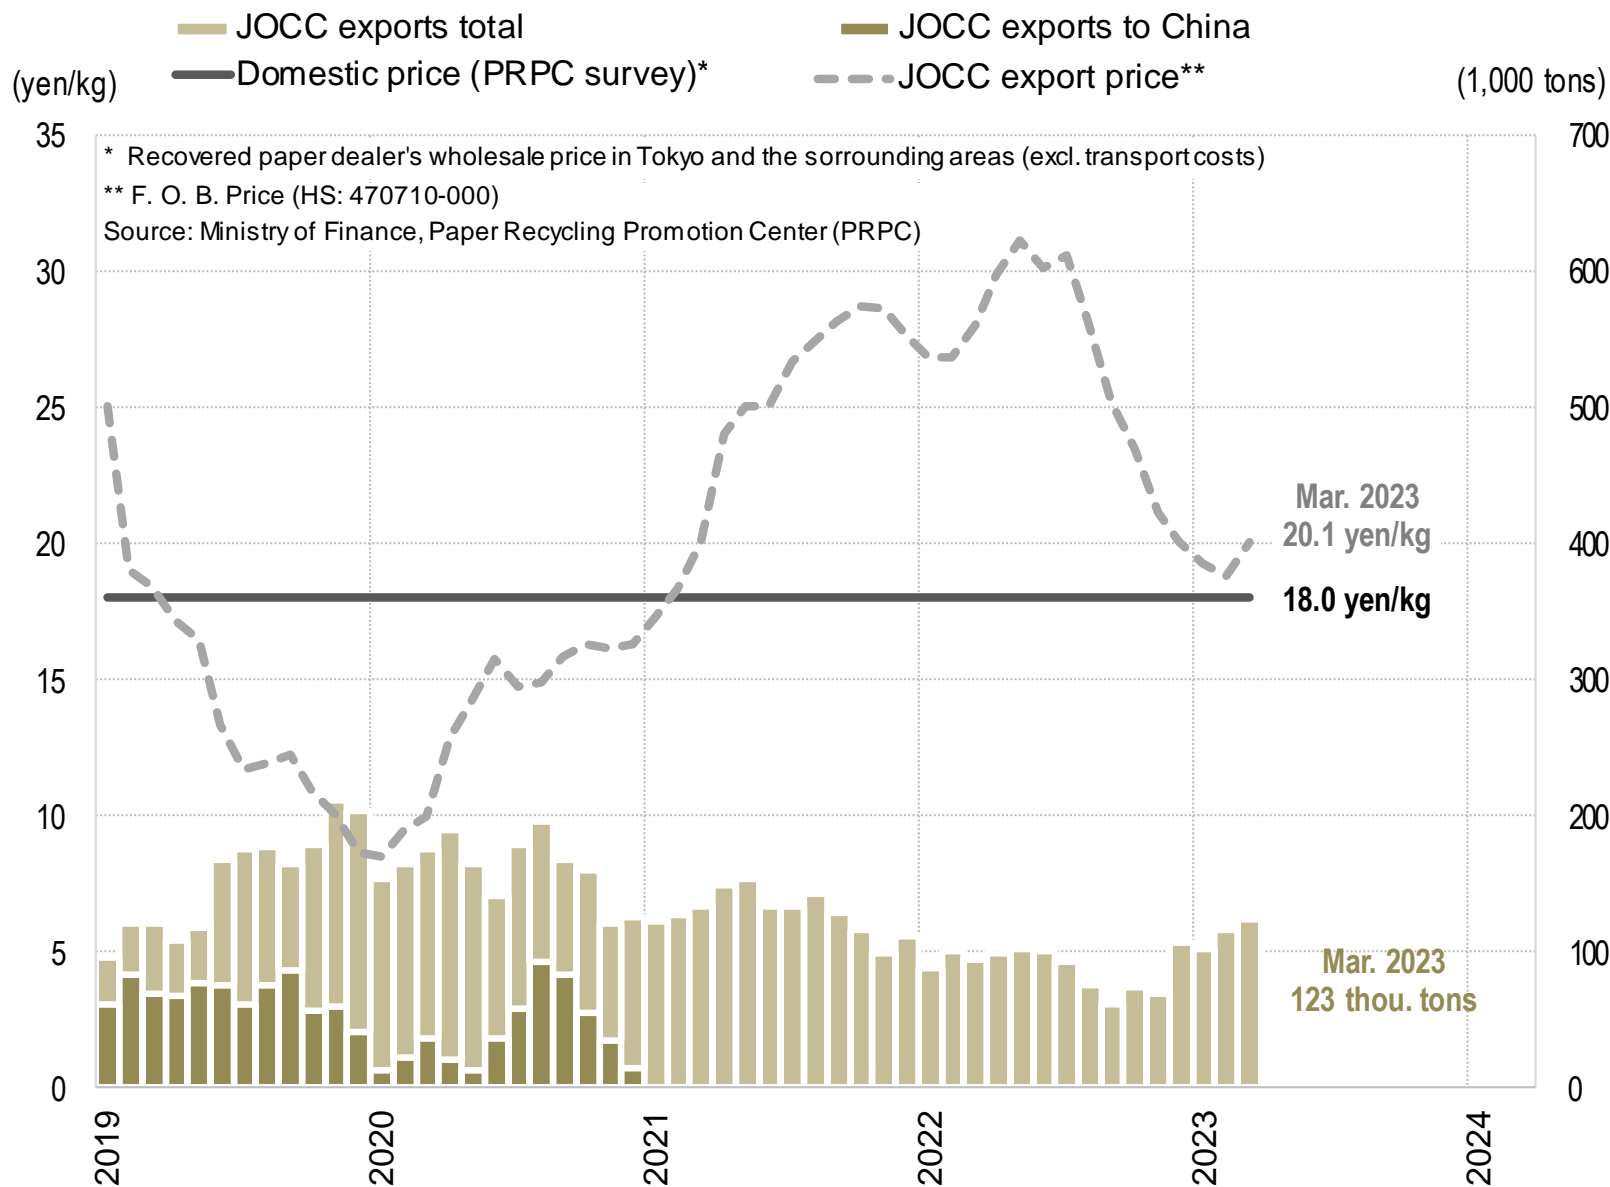 JOCC exports total
JOCC exports to China
Domestic price (PRPC survey)*
JOCC export price**
(yen/kg)
(1,000 tons)
* Recovered paper dealer's wholesale price in Tokyo and the sorrounding areas (excl. transport costs)
** F. O. B. Price (HS: 470710-000)
Source: Ministry of Finance, Paper Recycling Promotion Center (PRPC)
35
30
25
20
15
10
5
0
700
600
500
400
300
200
100
0
Mar. 2023
20.1 yen/kg
18.0 yen/kg
Mar. 2023
123 thou. tons
2019
2020
2021
2022
2023
2024